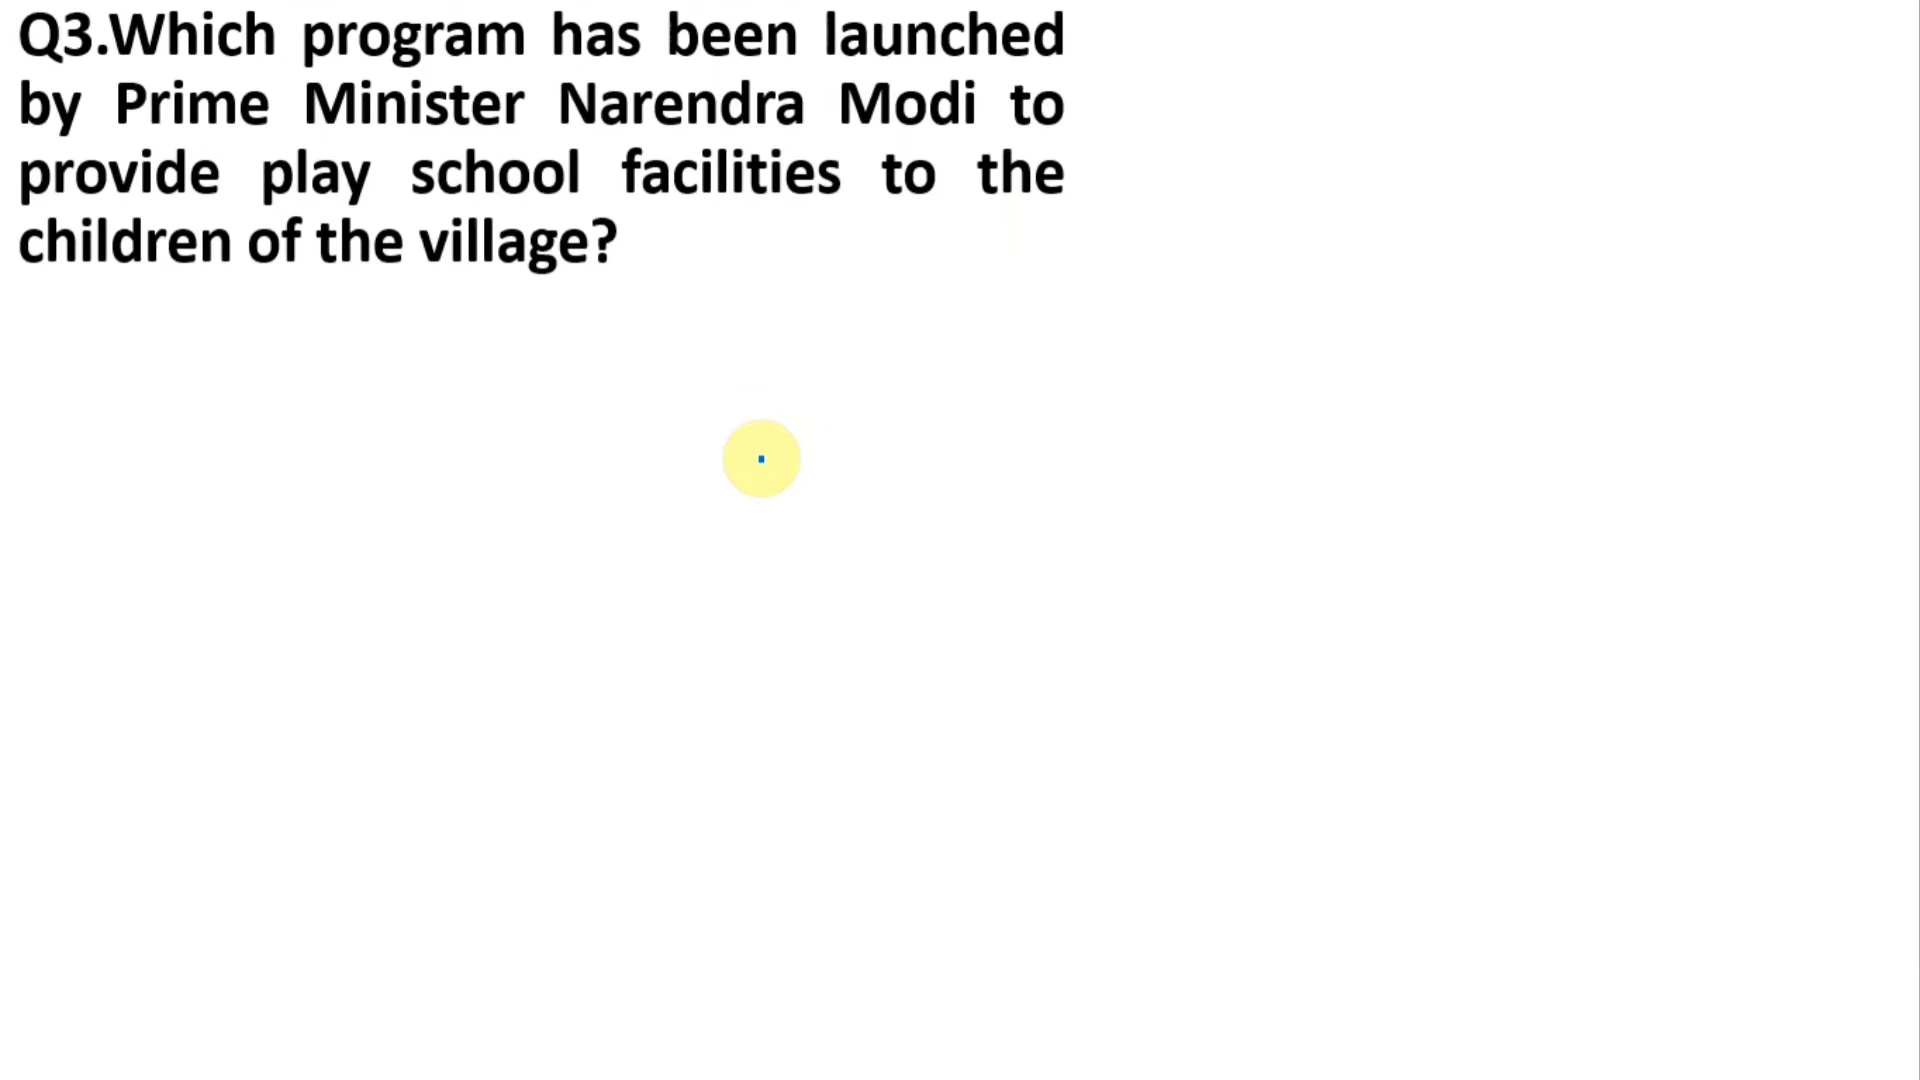 Q3.Which program has been launched
by Prime Minister Narendra Modi to
provide play school facilities to the
children of the village?